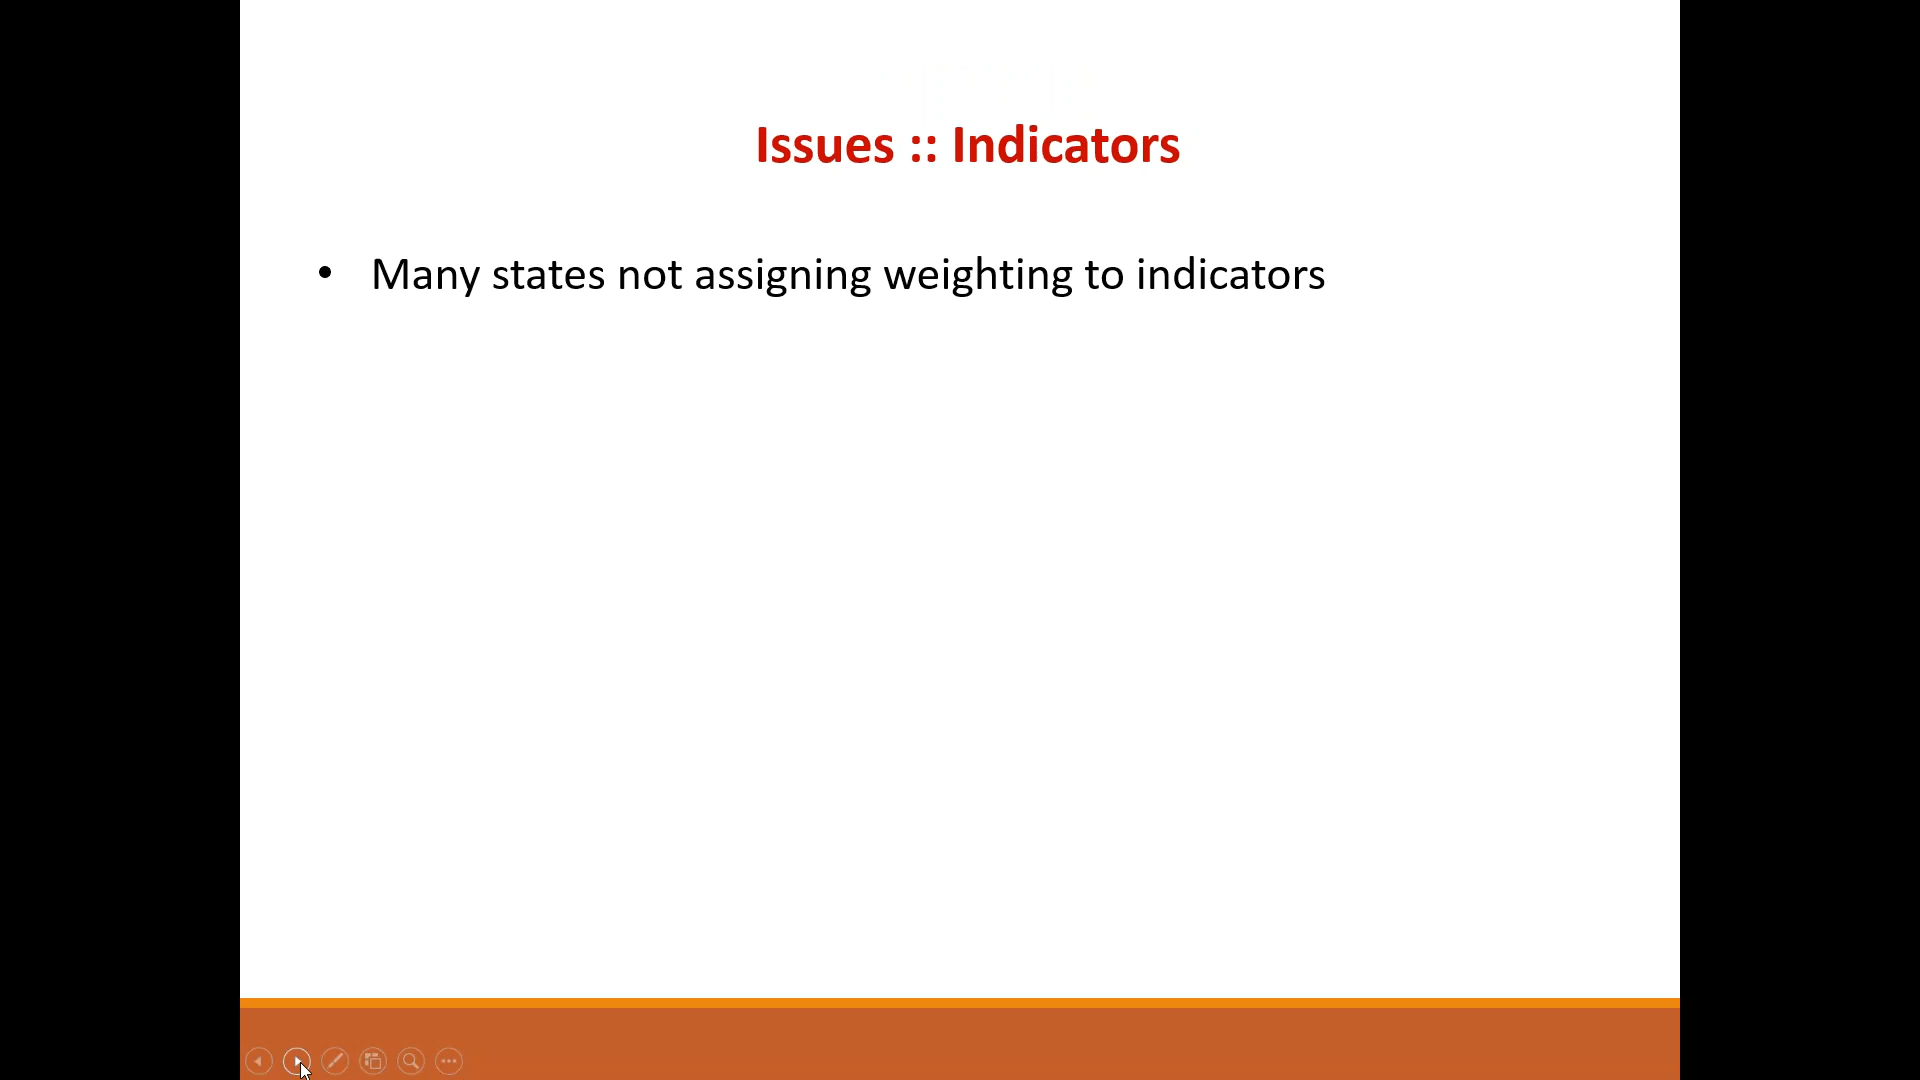 Issues :: Indicators
• Many states not assigning weighting to indicators